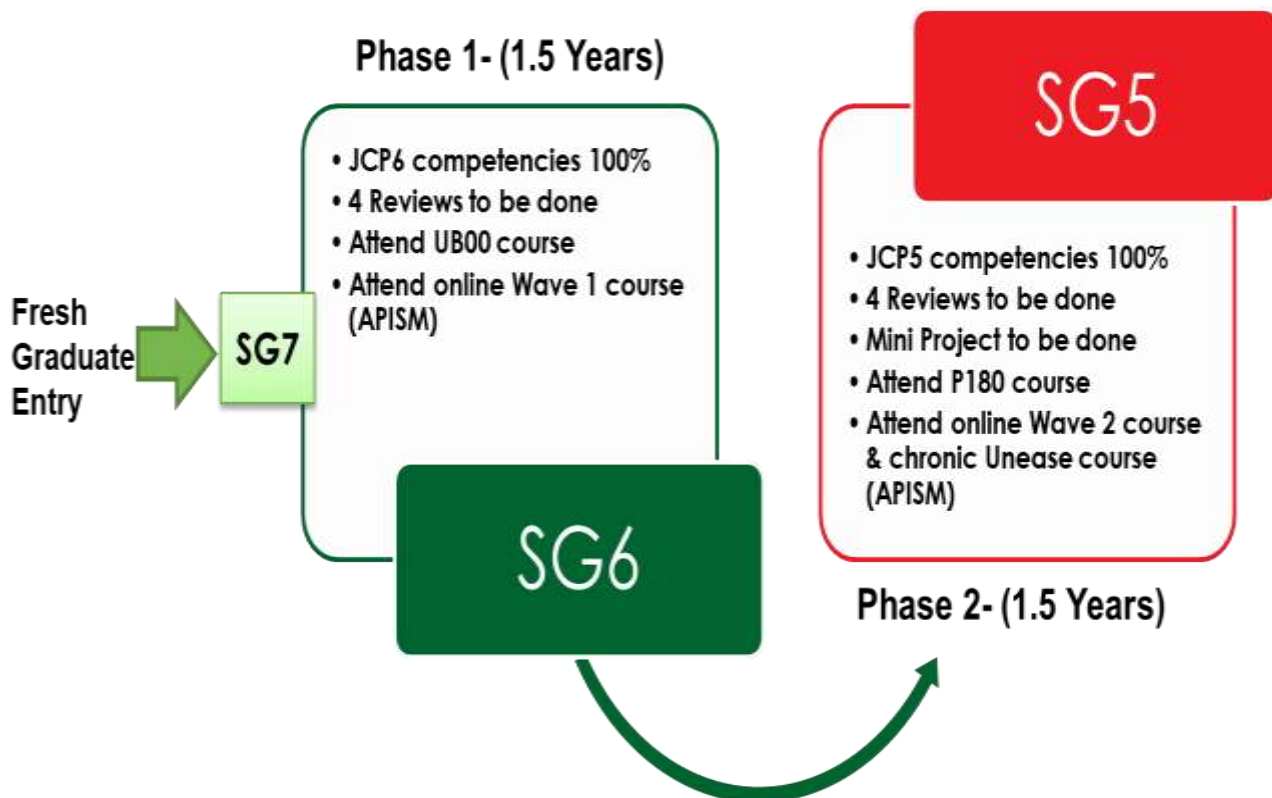 Phase 1- (1.5 Years)
• JCP6 competencies 100%
• 4 Reviews to be done
• Attend UB00 course
• Attend online Wave 1 course
(APISM)
Fresh
Graduate
Entry
SG7
SG6
SG5
• JCP5 competencies 100%
• 4 Reviews to be done
• Mini Project to be done
• Attend P180 course
• Attend online Wave 2 course
& chronic Unease course
(APISM)
Phase 2- (1.5 Years)